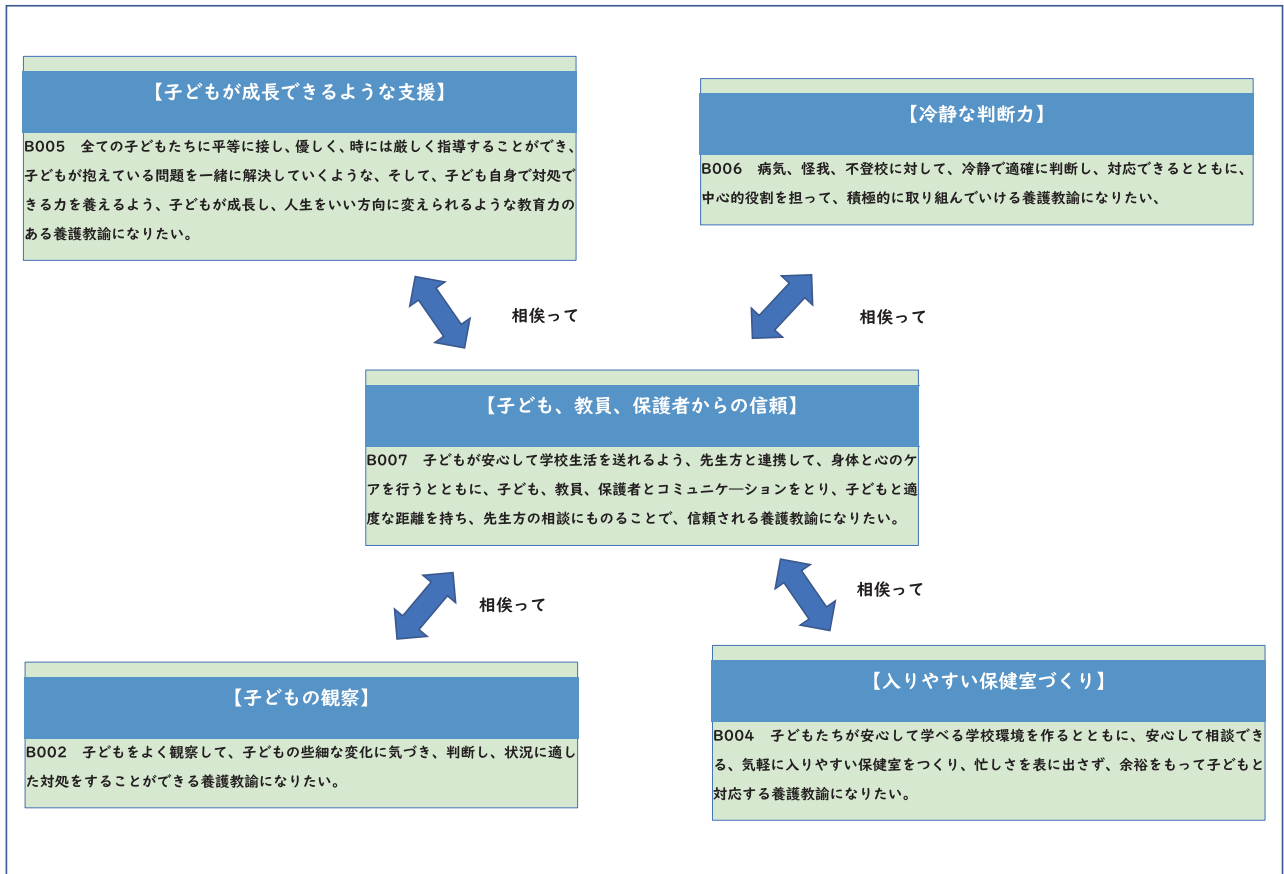 【子どもが成長できるような支援】
B005　全ての子どもたちに平等に接し、優しく、時には厳しく指導することができ、
子どもが抱えている問題を一緒に解決していくような、そして、子ども自身で対処で
きる力を養えるよう、子どもが成長し、人生をいい方向に変えられるような教育力の
ある養護教諭になりたい。
【冷静な判断力】
B006　病気、怪我、不登校に対して、冷静で適確に判断し、対応できるとともに、
中心的役割を担って、積極的に取り組んでいける養護教諭になりたい、
相俟って
相俟って
【子ども、教員、保護者からの信頼】
B007　子どもが安心して学校生活を送れるよう、先生方と連携して、身体と心のケ
アを行うとともに、子ども、教員、保護者とコミュニケ―ションをとり、子どもと適
度な距離を持ち、先生方の相談にものることで、信頼される養護教諭になりたい。
相俟って
相俟って
【子どもの観察】
B002　子どもをよく観察して、子どもの些細な変化に気づき、判断し、状況に適し
た対処をすることができる養護教諭になりたい。
【入りやすい保健室づくり】
B004　子どもたちが安心して学べる学校環境を作るとともに、安心して相談でき
る、気軽に入りやすい保健室をつくり、忙しさを表に出さず、余裕をもって子どもと
対応する養護教諭になりたい。